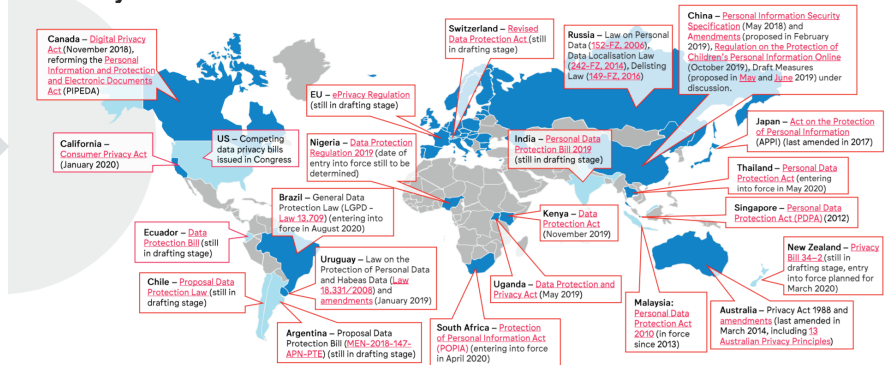 Canada – Digital Privacy
Act (November 2018),
reforming the Personal
Information and Protection
and Electronic Documents
Act (PIPEDA)
California –
Consumer Privacy Act
(January 2020)
US – Competing
data privacy bills
issued in Congress
Switzerland – Revised
Data Protection Act (still
in drafting stage)
EU – ePrivacy Regulation
(still in drafting stage)
Nigeria – Data Protection
Regulation 2019 (date of
entry into force still to be
determined)
Russia – Law on Personal
Data (152-FZ, 2006),
Data Localisation Law
(242-FZ, 2014), Delisting
Law (149-FZ, 2016)
China – Personal Information Security
Specification (May 2018) and
Amendments (proposed in February
2019), Regulation on the Protection of
Children's Personal Information Online
(October 2019), Draft Measures
(proposed in May and June 2019) under
discussion.
India – Personal Data
Protection Bill 2019
(still in drafting stage)
Japan – Act on the Protection
of Personal Information
(APPI) (last amended in 2017)
Thailand – Personal Data
Protection Act (entering
into force in May 2020)
Singapore – Personal Data
Protection Act (PDPA) (2012)
Brazil – General Data
Protection Law (LGPD -
Law 13,709) (entering into
force in August 2020)
Kenya – Data
Protection Act
(November 2019)
Ecuador – Data
Protection Bill (still
in drafting stage)
Uruguay – Law on the
Protection of Personal Data
and Habeas Data (Law
18.331/2008) and
amendments (January 2019)
Chile – Proposal Data
Protection Law (still in
drafting stage)
Uganda – Data Protection and
Privacy Act (May 2019)
New Zealand – Privacy
Bill 34–2 (still in
drafting stage, entry
into force planned for
March 2020)
Malaysia:
Personal Data
Protection Act
2010 (in force
since 2013)
Australia – Privacy Act 1988 and
amendments (last amended in
March 2014, including 13
Australian Privacy Principles)
Argentina – Proposal Data
Protection Bill (MEN-2018-147-
APN-PTE) (still in drafting stage)
South Africa – Protection
of Personal Information Act
(POPIA) (entering into force
in April 2020)